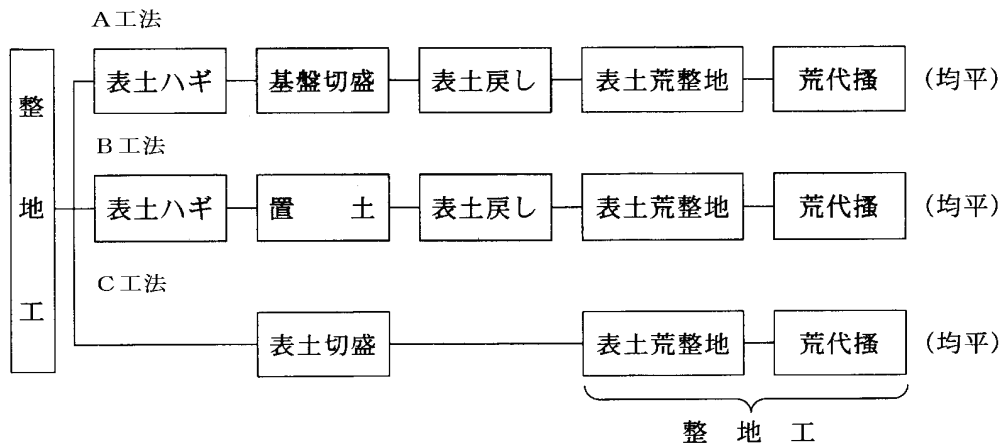 整地工
A工法
表土ハギ 基盤切盛 表土戻し 表土荒整地 荒代掻 (均平)
B工法
表土ハギ 置土 表土戻し 表土荒整地 荒代掻 (均平)
C工法
表土切盛 表土荒整地 荒代掻 (均平)
整地工